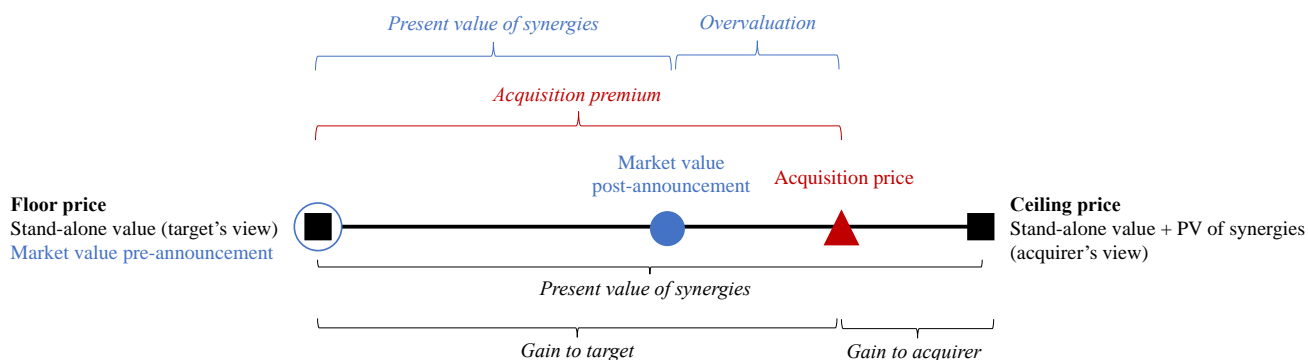 Present value of synergies
Overvaluation
Acquisition premium
Market value
post-announcement
Acquisition price
Floor price
Stand-alone value (target’s view)
Market value pre-announcement
Ceiling price
Stand-alone value + PV of synergies
(acquirer’s view)
Present value of synergies
Gain to target
Gain to acquirer